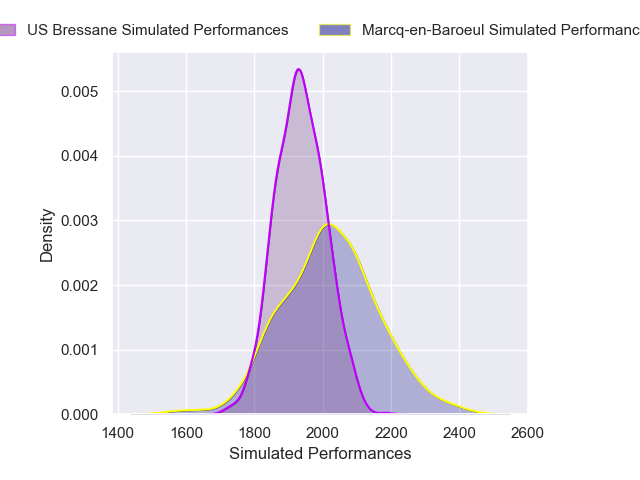 US Bressane Simulated Performances
Marcq-en-Baroeul Simulated
0.005
0.004
0.003
0.002
0.001
0.000
Density
1400 1600 1800 2000 2200 2400 2600
Simulated Performances